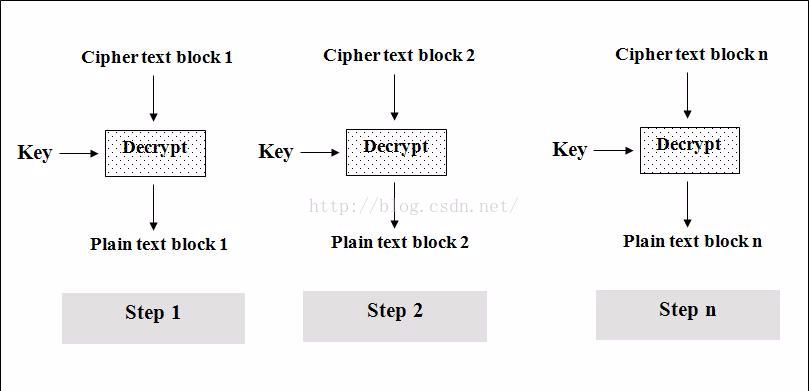 Cipher text block 1
Cipher text block 2
Cipher text block n
Key
Decrypt
Key
Decrypt
Key
Decrypt
http://blog.csdn.net/
Plain text block 1
Plain text block 2
Plain text block n
Step 1
Step 2
Step n